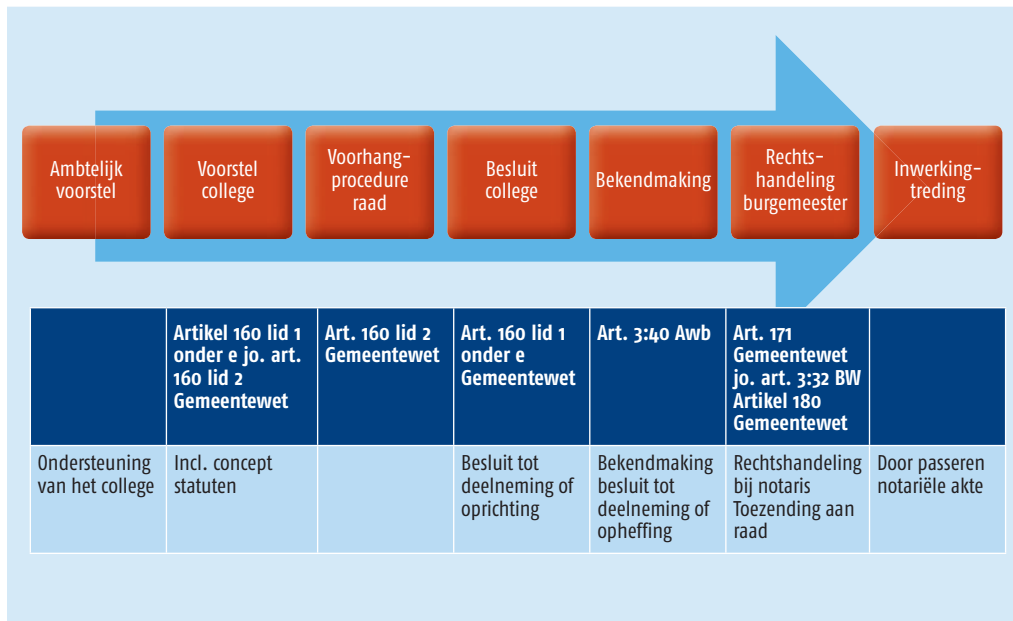 Ambtelijk
voorstel
Voorstel
college
Voorhang-
procedure
raad
Besluit
college
Bekendmaking
Rechts-
handeling
burgemeester
Inwerking-
treding
Artikel 160 lid 1
onder e jo. art.
160 lid 2
Gemeentewet
Art. 160 lid 2
Gemeentewet
Art. 160 lid 1
onder e
Gemeentewet
Art. 3:40 Awb
Art. 171
Gemeentewet
jo. art. 3:32 BW
Artikel 180
Gemeentewet
Ondersteuning
van het college
Incl. concept
statuten
Besluit tot
deelneming of
oprichting
Bekendmaking
besluit tot
deelneming of
opheffing
Rechtshandeling
bij notaris
Toezending aan
raad
Door passeren
notariële akte